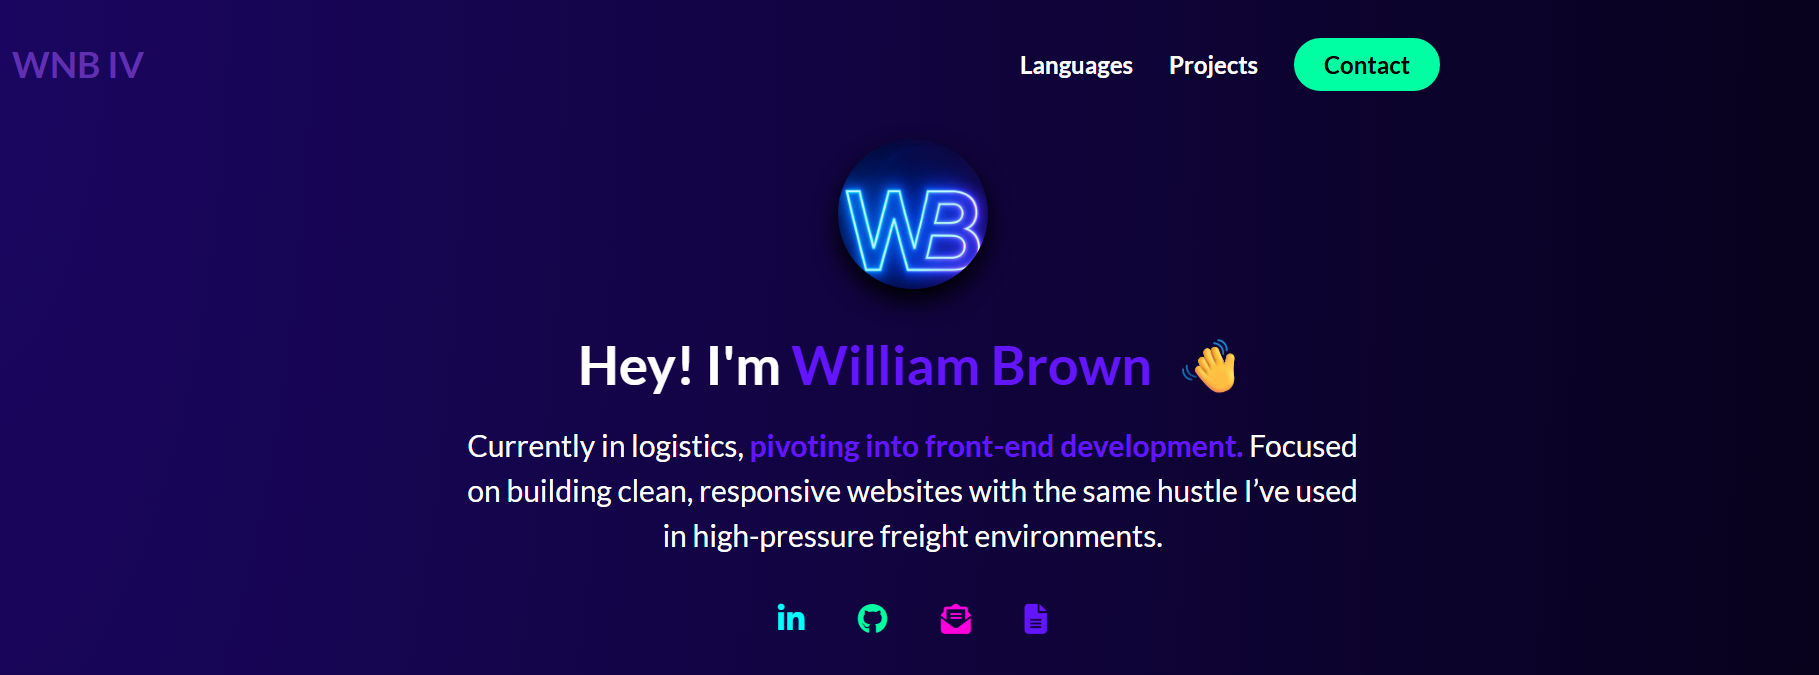 WNB IV
Languages Projects Contact
WB
Hey! I'm William Brown
Currently in logistics, pivoting into front-end development. Focused
on building clean, responsive websites with the same hustle I’ve used
in high-pressure freight environments.
in